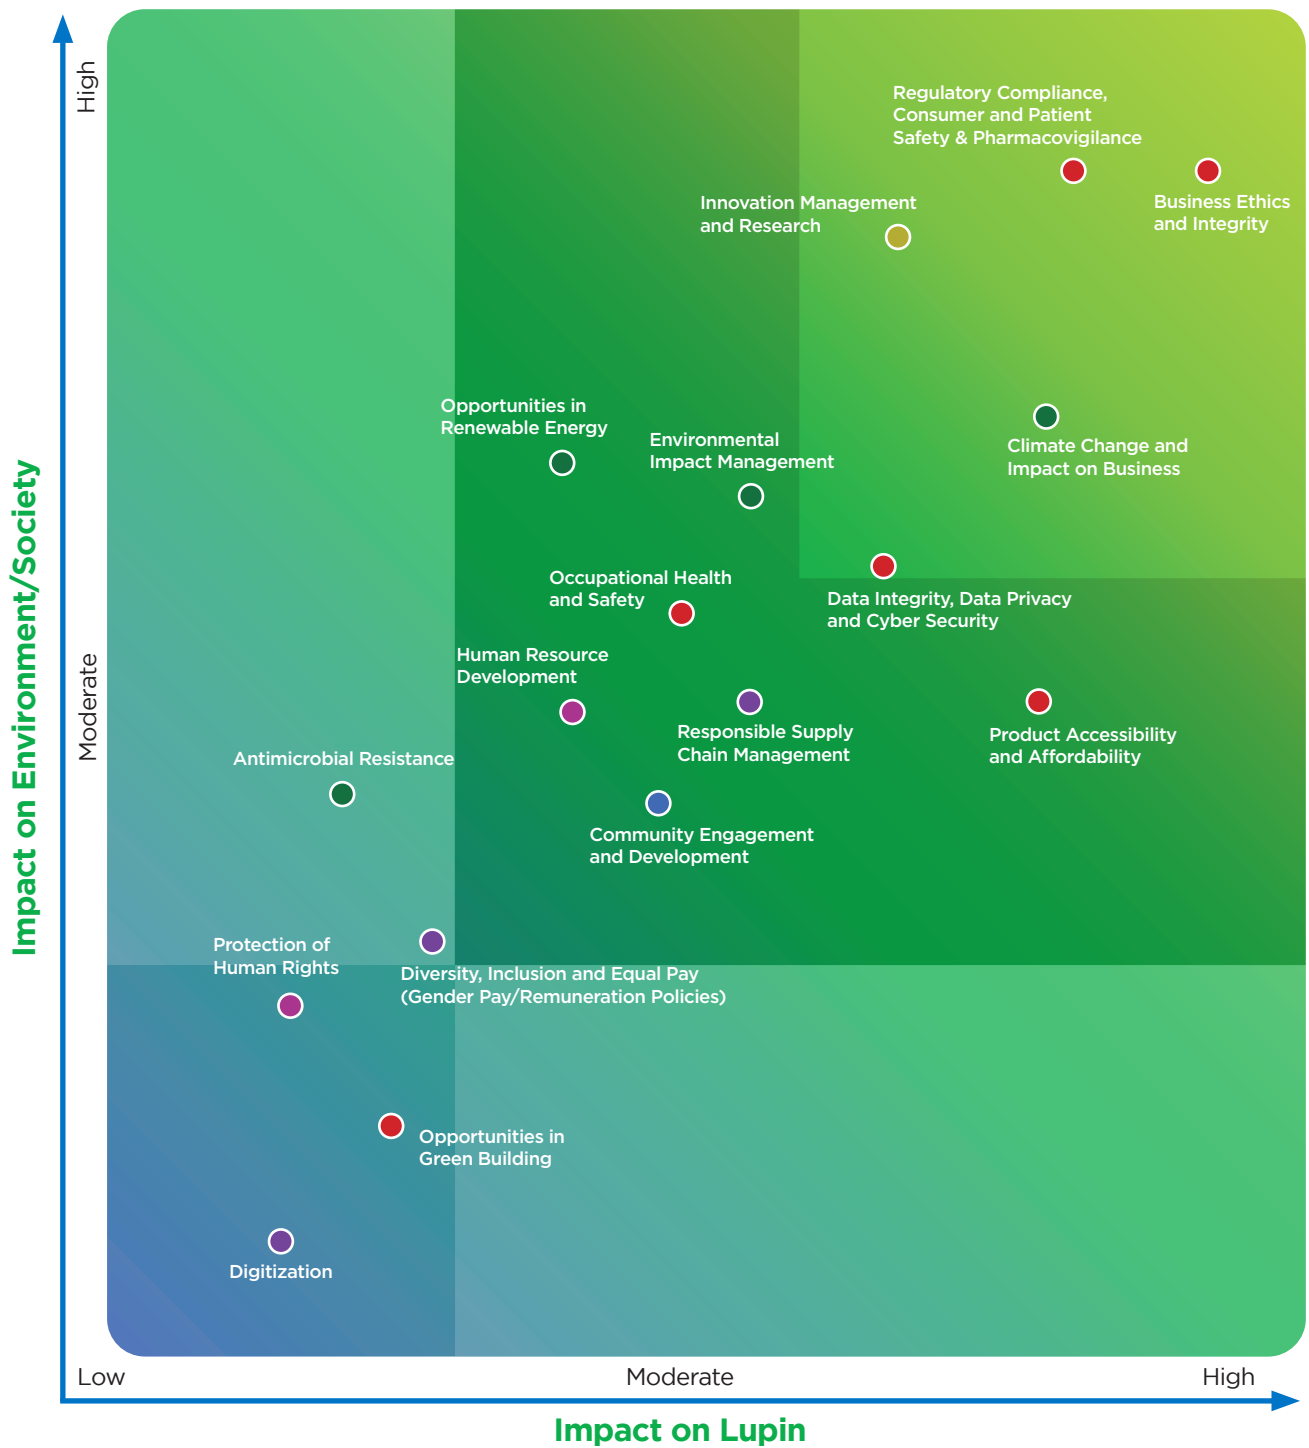 High
Regulatory Compliance,
Consumer and Patient
Safety & Pharmacovigilance
Business Ethics
and Integrity
Innovation Management
and Research
Opportunities in
Renewable Energy
Environmental
Impact Management
Climate Change and
Impact on Business
Occupational Health
and Safety
Data Integrity, Data Privacy
and Cyber Security
Impact on Environment/Society
Moderate
Human Resource
Development
Responsible Supply
Chain Management
Product Accessibility
and Affordability
Antimicrobial Resistance
Community Engagement
and Development
Protection of
Human Rights
Diversity, Inclusion and Equal Pay
(Gender Pay/Remuneration Policies)
Opportunities in
Green Building
Digitization
Low
Moderate
High
Impact on Lupin